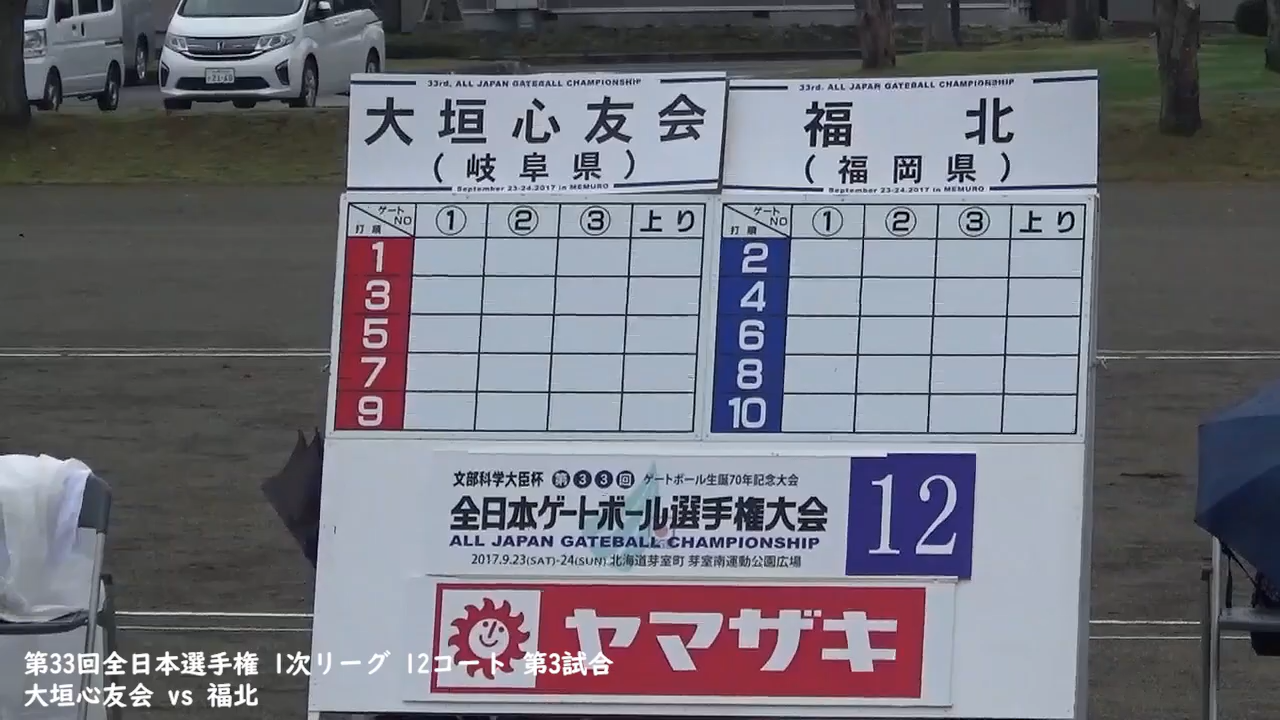 33rd. ALL JAPAN GATEBALL CHAMPIONSHIP
大垣心友会
(岐阜県)
September 23-24.2017 in MEMURO
33rd. ALL JAPAN GATEBALL CHAMPIONSHIP
福北
(福岡県)
September 23-24.2017 in MEMURO
ゲートNO 打順 ① ② ③ 上り
1
3
5
7
9
ゲートNO 打順 ① ② ③ 上り
2
4
6
8
10
文部科学大臣杯 第33回 ゲートボール生誕70年記念大会
全日本ゲートボール選手権大会
ALL JAPAN GATEBALL CHAMPIONSHIP
2017.9.23(SAT)-24(SUN) 北海道芽室町 芽室南運動公園広場
12
ヤマザキ
第33回全日本選手権 1次リーグ 12コート 第3試合
大垣心友会 vs 福北